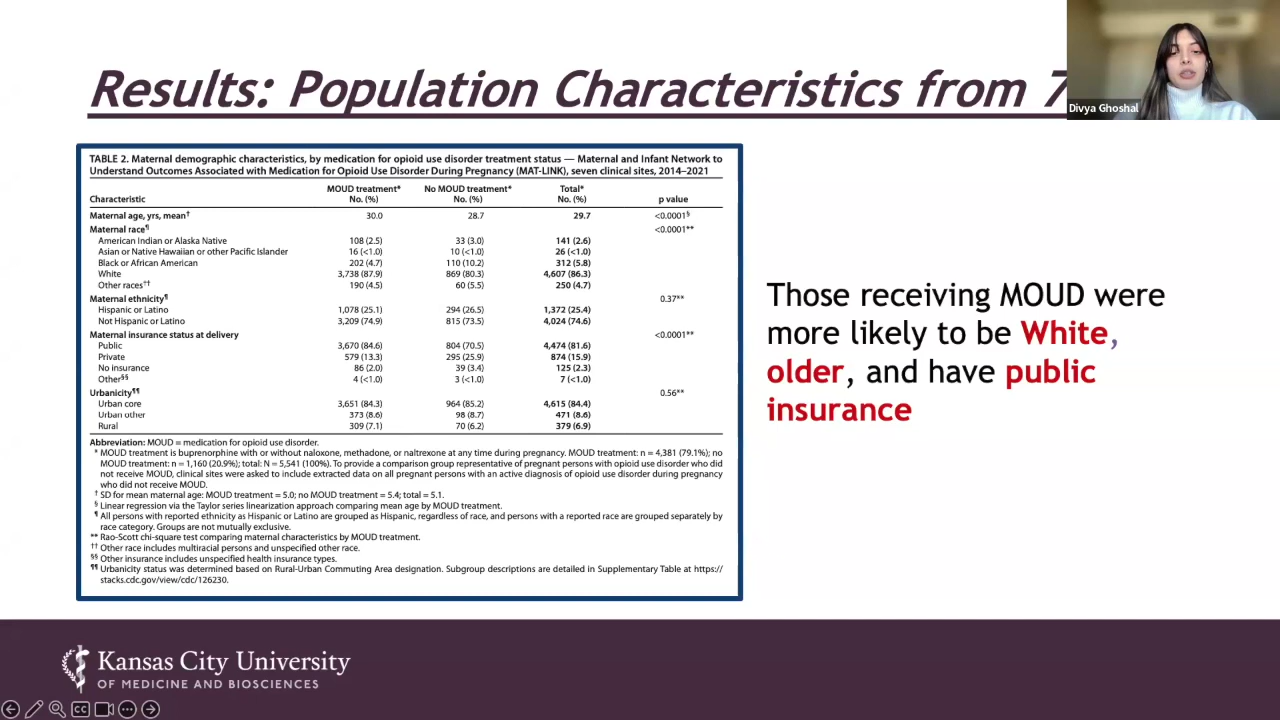 Results: Population Characteristics from 7
Divya Ghoshal
TABLE 2. Maternal demographic characteristics, by medication for opioid use disorder treatment status — Maternal and Infant Network to
Understand Outcomes Associated with Medication for Opioid Use Disorder During Pregnancy (MAT-LINK), seven clinical sites, 2014–2021
MOUD treatment* No MOUD treatment* Total*
Characteristic No. (%) No. (%) No. (%) p value
Maternal age, yrs, mean† 30.0 28.7 29.7 <0.0001§
Maternal race¶ <0.0001**
American Indian or Alaska Native 108 (2.5) 33 (3.0) 141 (2.6)
Asian or Native Hawaiian or other Pacific Islander 16 (<1.0) 10 (<1.0) 26 (<1.0)
Black or African American 202 (4.7) 110 (10.2) 312 (5.8)
White 3,738 (87.9) 869 (80.3) 4,607 (86.3)
Other races†† 190 (4.5) 60 (5.5) 250 (4.7)
Maternal ethnicity¶ 0.37**
Hispanic or Latino 1,078 (25.1) 294 (26.5) 1,372 (25.4)
Not Hispanic or Latino 3,209 (74.9) 815 (73.5) 4,024 (74.6)
Maternal insurance status at delivery <0.0001**
Public 3,670 (84.6) 804 (70.5) 4,474 (81.6)
Private 579 (13.3) 295 (25.9) 874 (15.9)
No insurance 86 (2.0) 39 (3.4) 125 (2.3)
Other§§ 4 (<1.0) 3 (<1.0) 7 (<1.0)
Urbanicity¶¶ 0.56**
Urban core 3,651 (84.3) 964 (85.2) 4,615 (84.4)
Urban other 373 (8.6) 98 (8.7) 471 (8.6)
Rural 309 (7.1) 70 (6.2) 379 (6.9)
Abbreviation: MOUD = medication for opioid use disorder.
* MOUD treatment is buprenorphine with or without naloxone, methadone, or naltrexone at any time during pregnancy. MOUD treatment: n = 4,381 (79.1%); no
MOUD treatment: n = 1,160 (20.9%); total: N = 5,541 (100%). To provide a comparison group representative of pregnant persons with opioid use disorder who did
not receive MOUD, clinical sites were asked to include extracted data on all pregnant persons with an active diagnosis of opioid use disorder during pregnancy
who did not receive MOUD.
† SD for mean maternal age: MOUD treatment = 5.0; no MOUD treatment = 5.4; total = 5.1.
§ Linear regression via the Taylor series linearization approach comparing mean age by MOUD treatment.
¶ All persons with reported ethnicity as Hispanic or Latino are grouped as Hispanic, regardless of race, and persons with a reported race are grouped separately by
race category. Groups are not mutually exclusive.
** Rao-Scott chi-square test comparing maternal characteristics by MOUD treatment.
†† Other race includes multiracial persons and unspecified other race.
§§ Other insurance includes unspecified health insurance types.
¶¶ Urbanicity status was determined based on Rural-Urban Commuting Area designation. Subgroup descriptions are detailed in Supplementary Table at https://
stacks.cdc.gov/view/cdc/126230.
Those receiving MOUD were
more likely to be White,
older, and have public
insurance
Kansas City University
OF MEDICINE AND BIOSCIENCES
CC